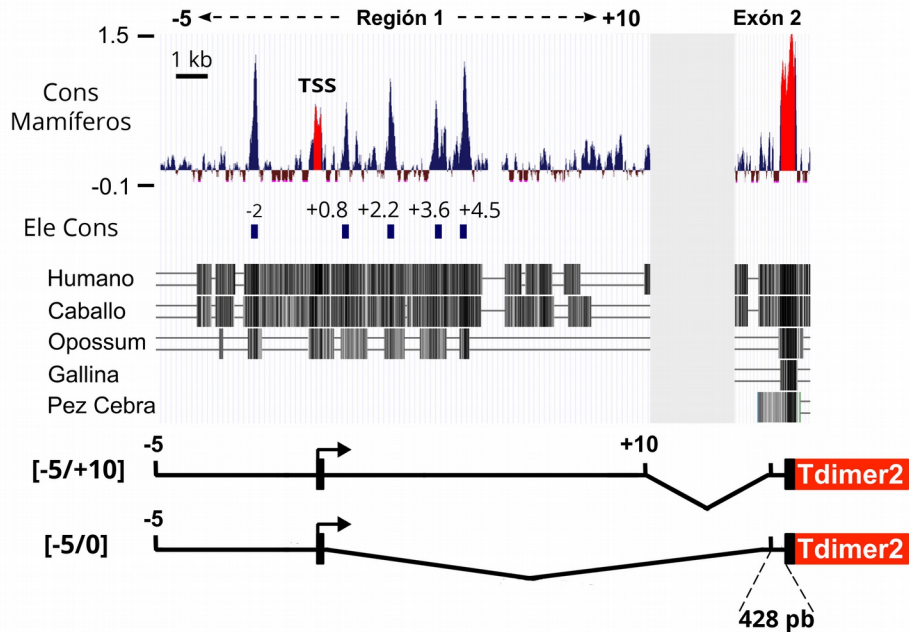 -5 Región 1 +10 Exón 2
1.5
1 kb
TSS
Cons
Mamíferos
-0.1
-2 +0.8 +2.2 +3.6 +4.5
Ele Cons
Humano
Caballo
Opossum
Gallina
Pez Cebra
-5 +10
[-5/+10] Tdimer2
-5
[-5/0] Tdimer2
428 pb